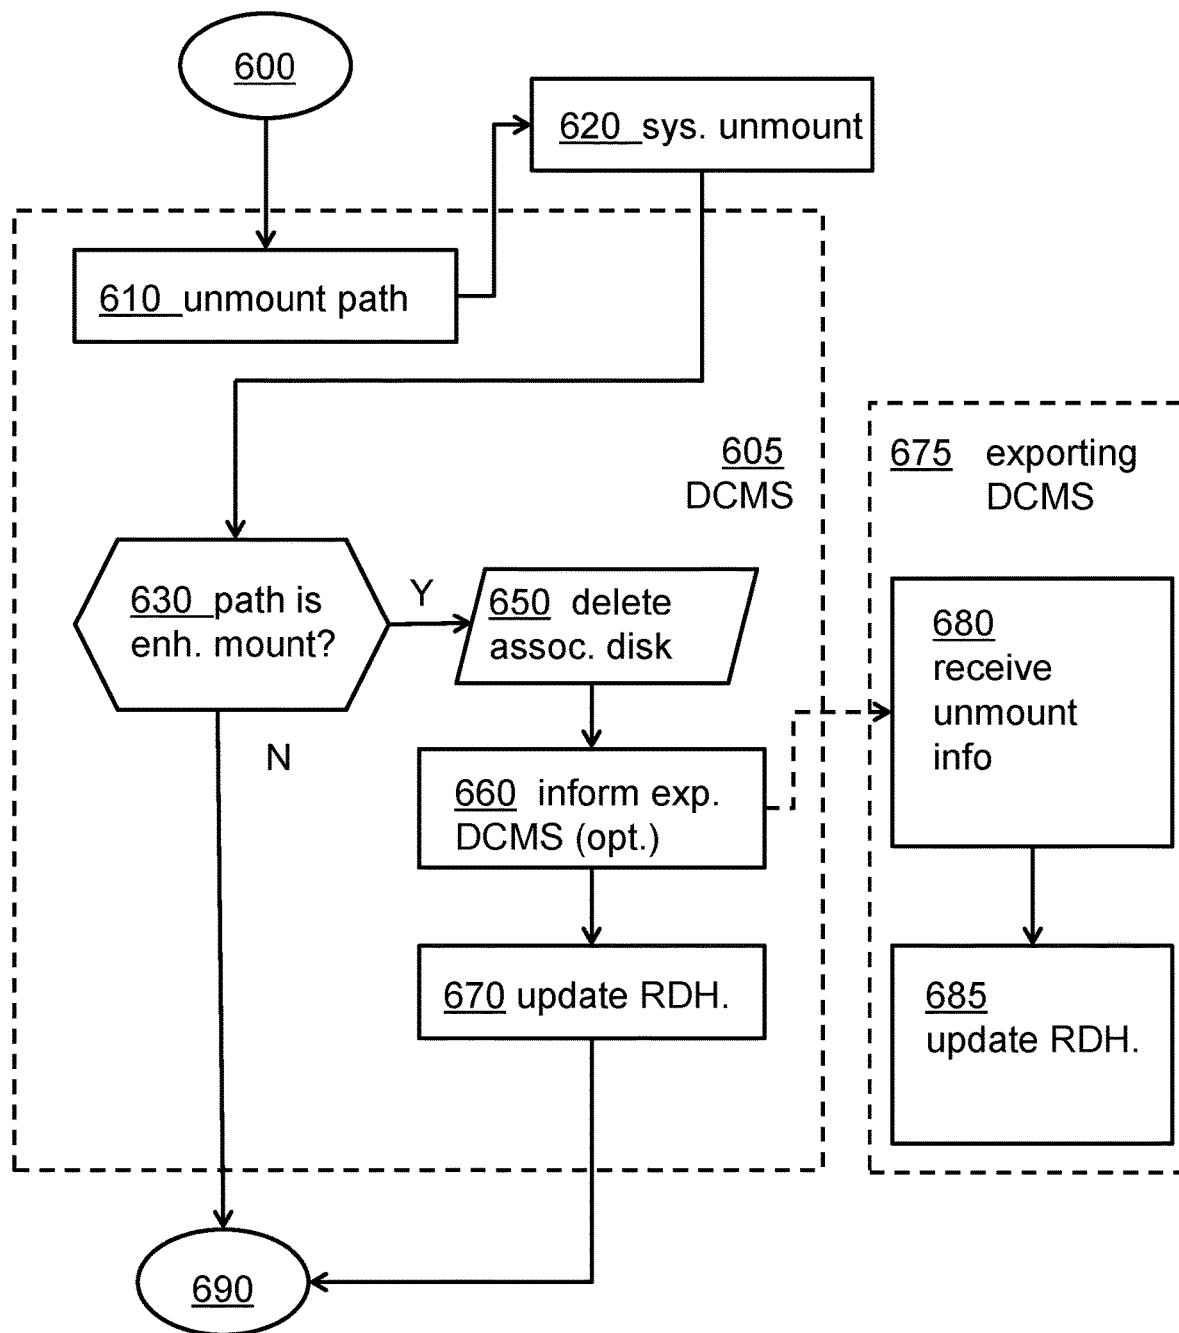 600
620 sys. unmount
610 unmount path
605
DCMS
675 exporting
DCMS
630 path is
enh. mount?
Y
650 delete
assoc. disk
680
receive
unmount
info
N
660 inform exp.
DCMS (opt.)
670 update RDH.
685
update RDH.
690